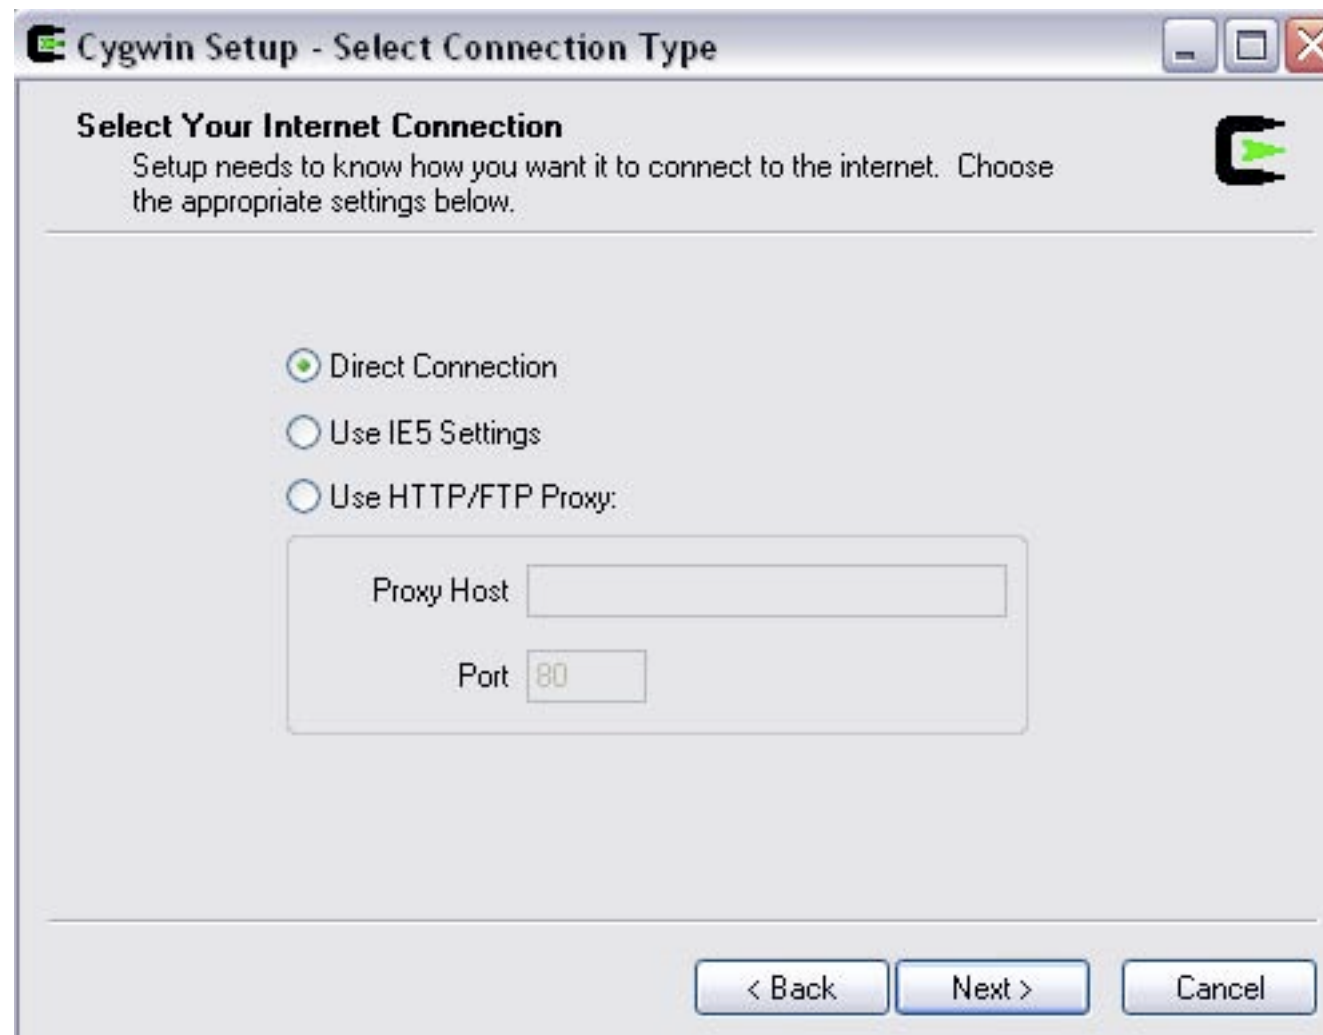 Cygwin Setup - Select Connection Type
Select Your Internet Connection
Setup needs to know how you want it to connect to the internet.  Choose
the appropriate settings below.
Direct Connection
Use IE5 Settings
Use HTTP/FTP Proxy:
Proxy Host
Port 80
< Back Next > Cancel